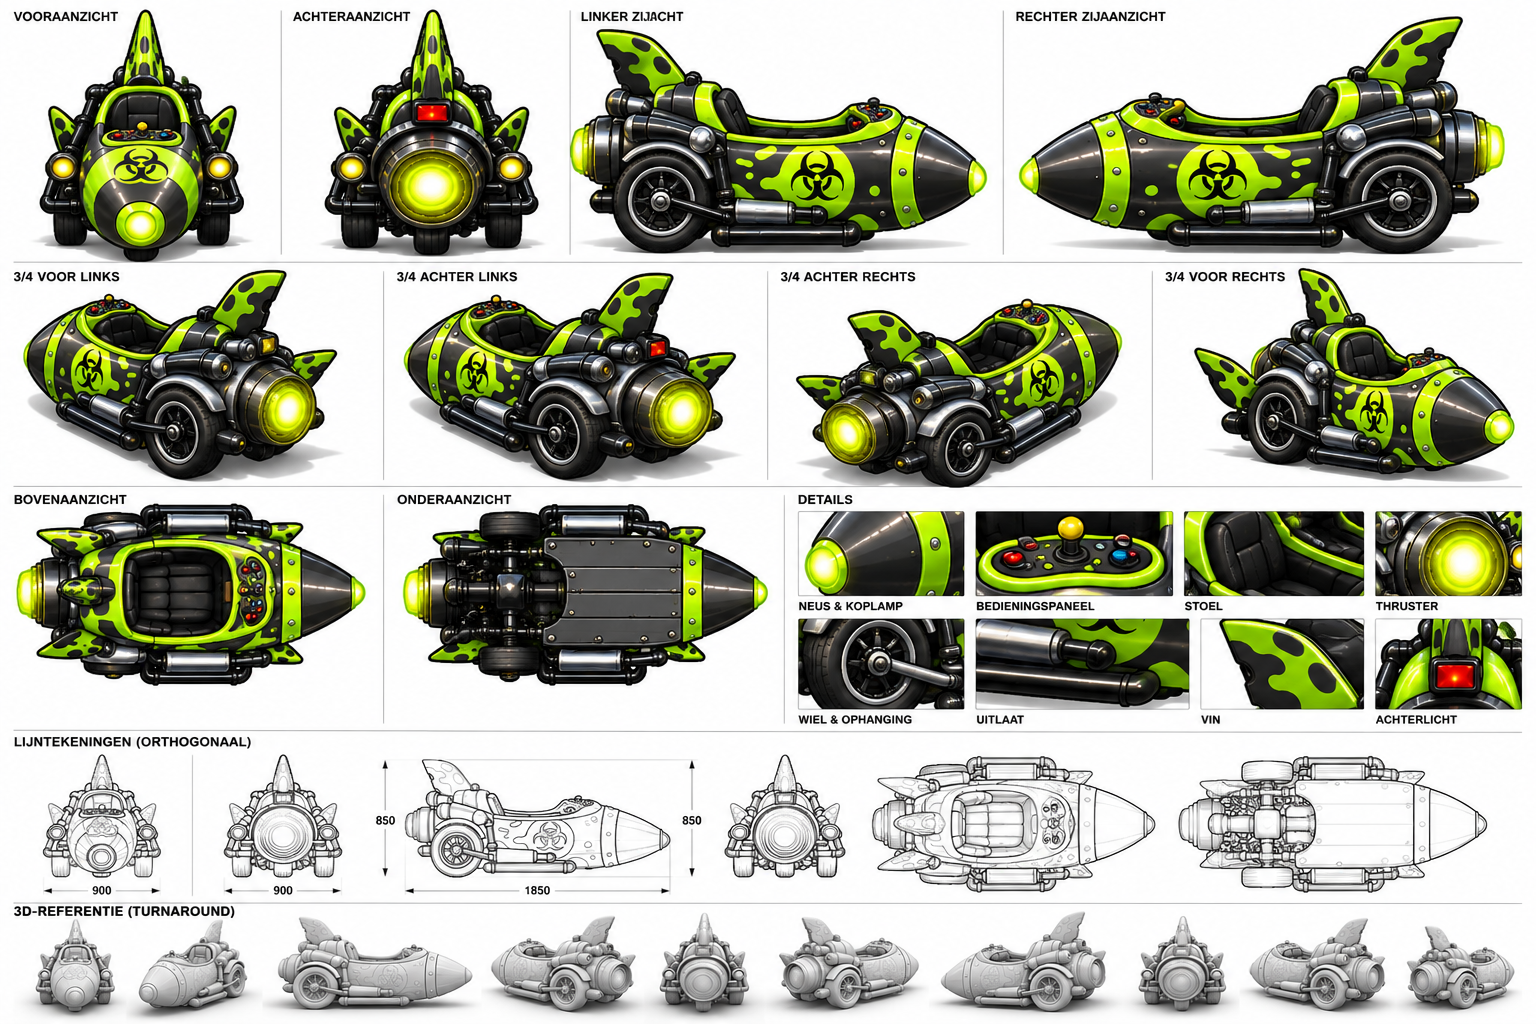 VOORAANZICHT
ACHTERAANZICHT
LINKER ZIJACHT
RECHTER ZIJAANZICHT
3/4 VOOR LINKS
3/4 ACHTER LINKS
3/4 ACHTER RECHTS
3/4 VOOR RECHTS
BOVENAANZICHT
ONDERAANZICHT
DETAILS
NEUS & KOPLAMP
BEDIENINGSPANEEL
STOEL
THRUSTER
WIEL & OPHANGING
UITLAAT
VIN
ACHTERLICHT
LIJNTEKENINGEN (ORTHOGONAAL)
850
850
900
900
1850
3D-REFERENTIE (TURNAROUND)